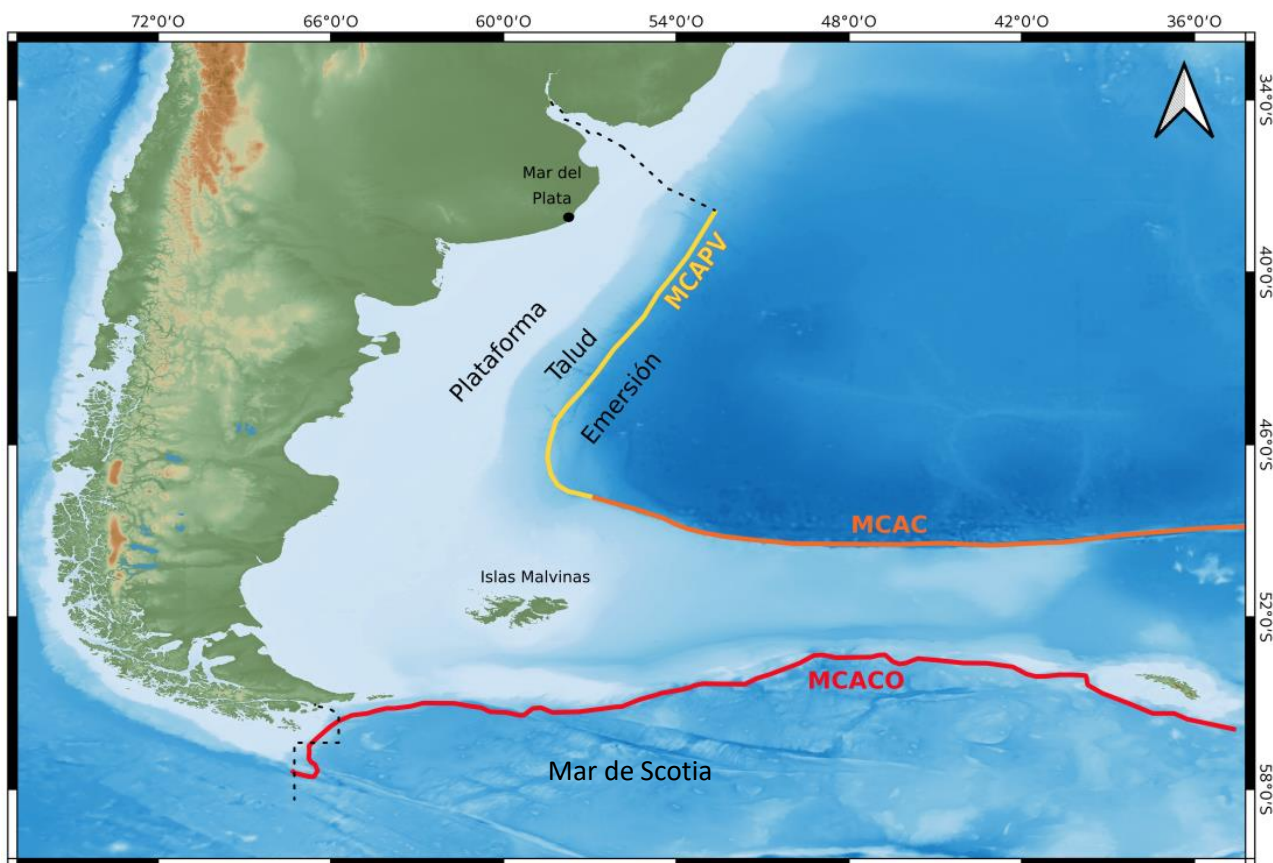 72°0'O 66°0'O 60°0'O 54°0'O 48°0'O 42°0'O 36°0'O
34°0'S
Mar del
Plata
MCAPV
40°0'S
Plataforma
Talud
Emersión
46°0'S
MCAC
Islas Malvinas
52°0'S
MCACO
Mar de Scotia
58°0'S